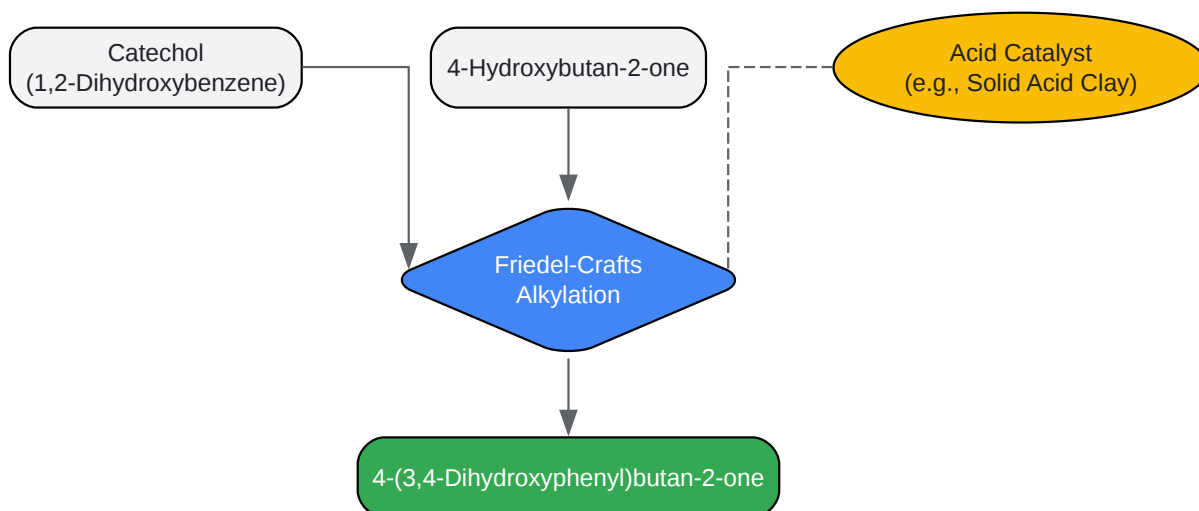 Catechol
(1,2-Dihydroxybenzene)
4-Hydroxybutan-2-one
Acid Catalyst
(e.g., Solid Acid Clay)
Friedel-Crafts
Alkylation
4-(3,4-Dihydroxyphenyl)butan-2-one